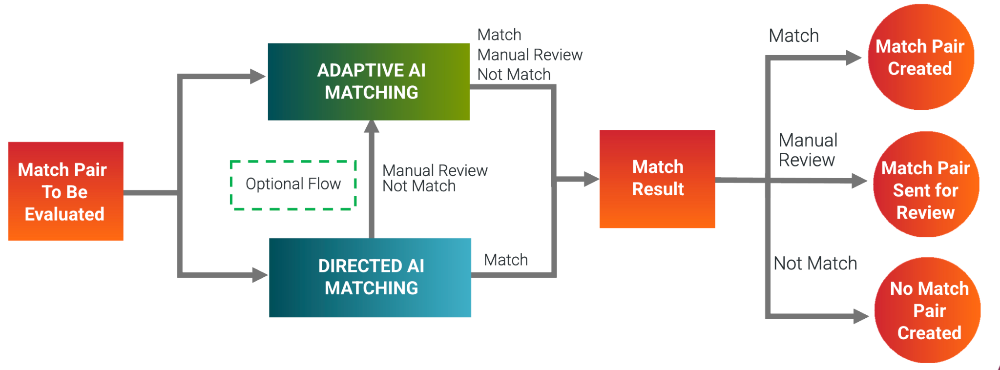 Match Pair
To Be
Evaluated
ADAPTIVE AI
MATCHING
Match
Manual Review
Not Match
Optional Flow
Manual Review
Not Match
DIRECTED AI
MATCHING
Match
Match
Result
Match
Match Pair
Created
Manual
Review
Match Pair
Sent for
Review
Not Match
No Match
Pair
Created